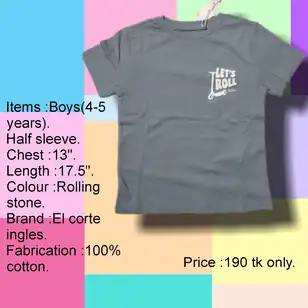 LET'S
ROLL
Items :Boys(4-5
years).
Half sleeve.
Chest :13".
Length :17.5".
Colour :Rolling
stone.
Brand :El corte
ingles.
Fabrication :100%
cotton.
Price :190 tk only.